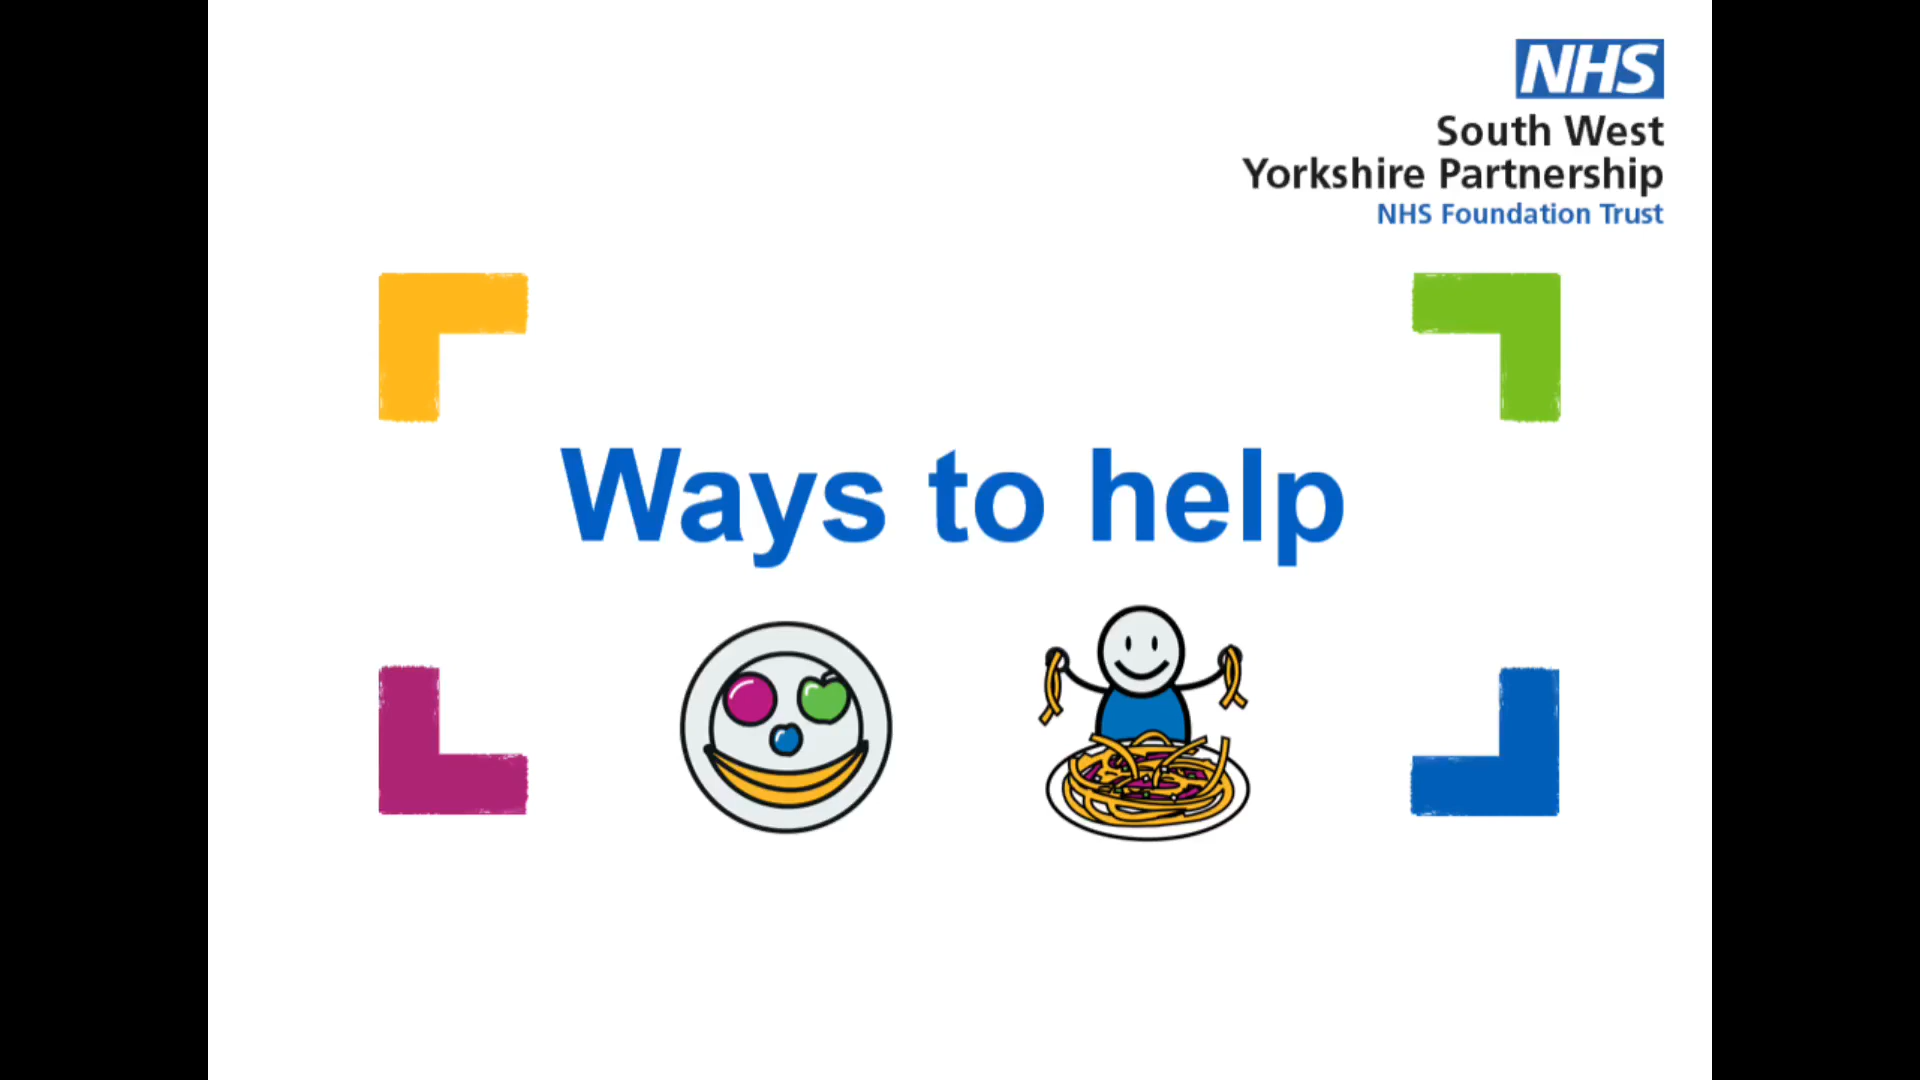 NHS
South West
Yorkshire Partnership
NHS Foundation Trust
Ways to help